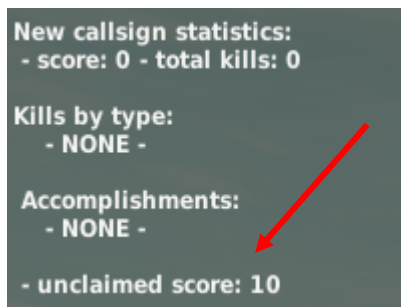 New callsign statistics:
- score: 0 - total kills: 0
Kills by type:
- NONE -
Accomplishments:
- NONE -
- unclaimed score: 10